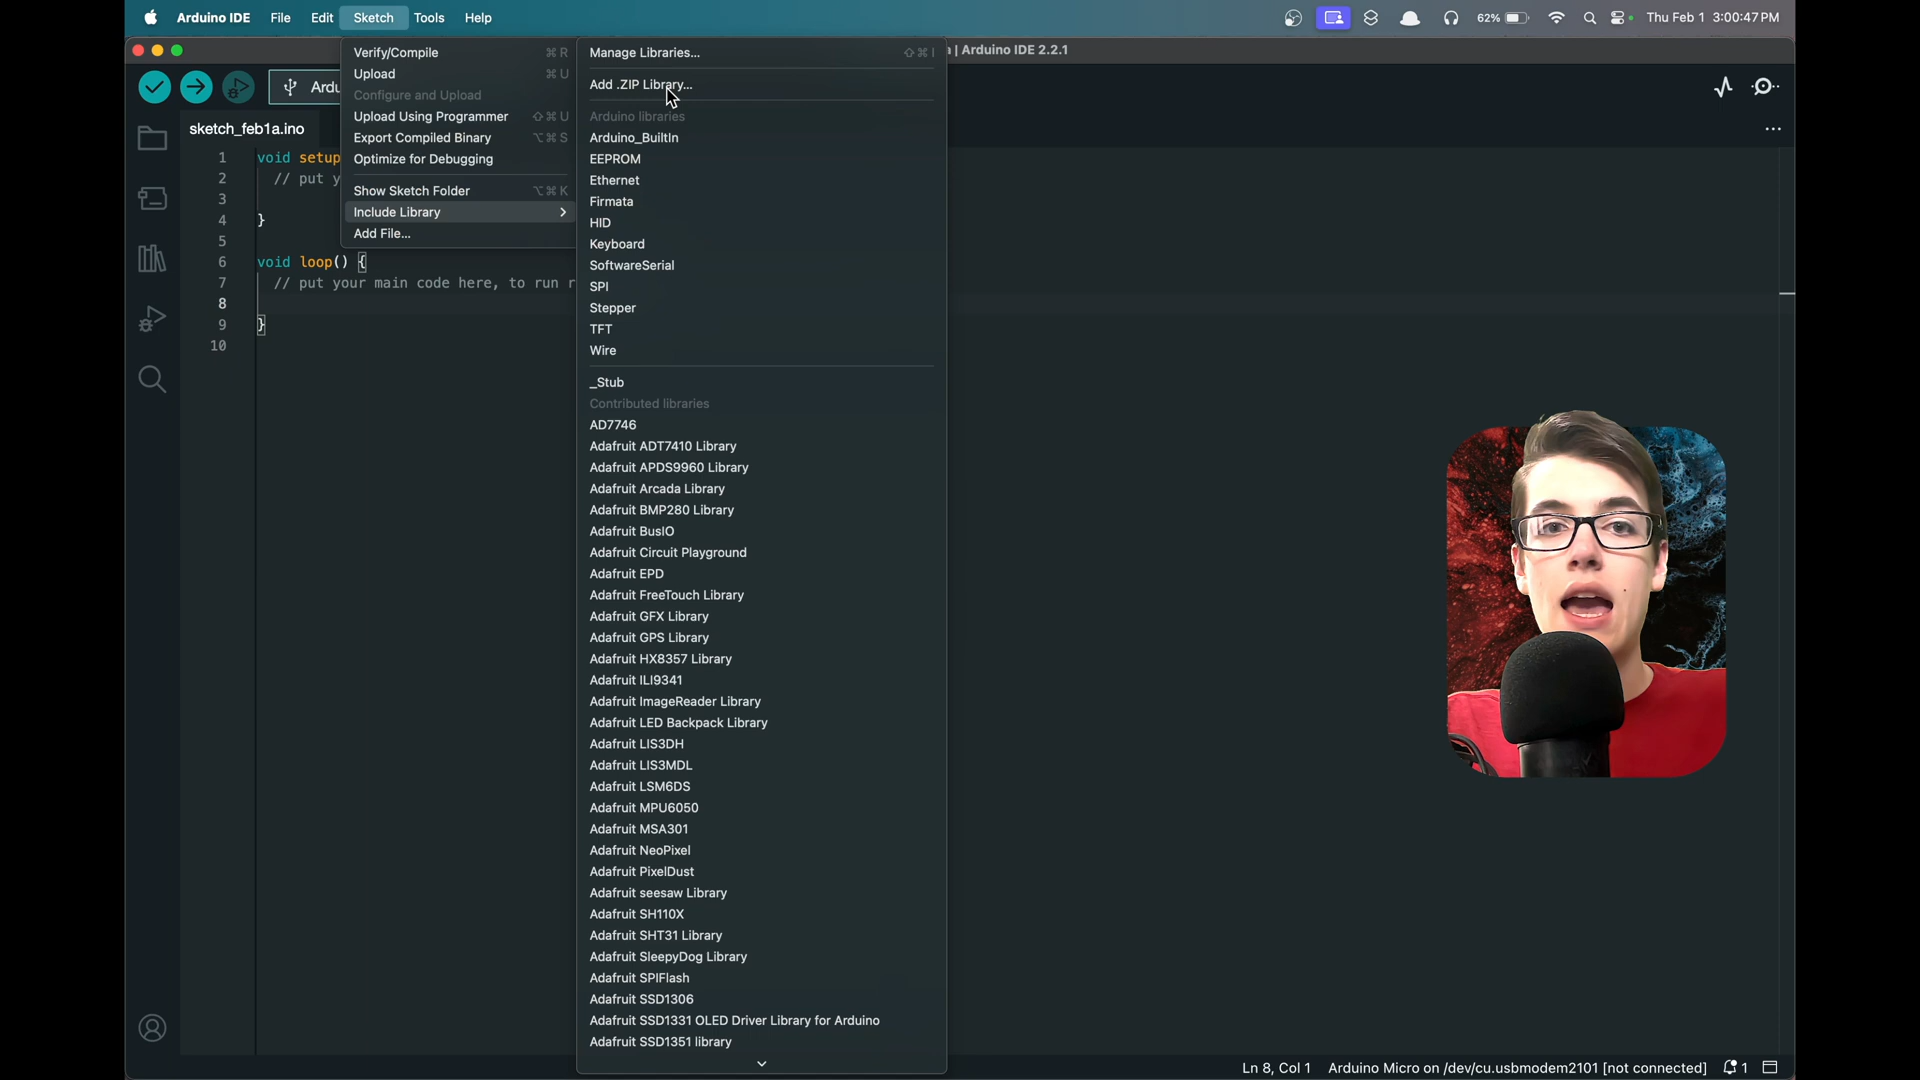 Arduino IDE File Edit Sketch Tools Help 62% Thu Feb 1 3:00:47 PM
| Arduino IDE 2.2.1
Verify/Compile ⌘ R
Upload ⌘ U
Configure and Upload
Upload Using Programmer ⇧ ⌘ U
Export Compiled Binary ⌥ ⌘ S
Optimize for Debugging
Show Sketch Folder ⌥ ⌘ K
Include Library
Add File...
Manage Libraries... ⇧ ⌘ I
Add .ZIP Library...
Arduino libraries
Arduino_BuiltIn
EEPROM
Ethernet
Firmata
HID
Keyboard
SoftwareSerial
SPI
Stepper
TFT
Wire
_Stub
Contributed libraries
AD7746
Adafruit ADT7410 Library
Adafruit APDS9960 Library
Adafruit Arcada Library
Adafruit BMP280 Library
Adafruit BusIO
Adafruit Circuit Playground
Adafruit EPD
Adafruit FreeTouch Library
Adafruit GFX Library
Adafruit GPS Library
Adafruit HX8357 Library
Adafruit ILI9341
Adafruit ImageReader Library
Adafruit LED Backpack Library
Adafruit LIS3DH
Adafruit LIS3MDL
Adafruit LSM6DS
Adafruit MPU6050
Adafruit MSA301
Adafruit NeoPixel
Adafruit PixelDust
Adafruit seesaw Library
Adafruit SH110X
Adafruit SHT31 Library
Adafruit SleepyDog Library
Adafruit SPIFlash
Adafruit SSD1306
Adafruit SSD1331 OLED Driver Library for Arduino
Adafruit SSD1351 library
Ardu
sketch_feb1a.ino
1 void setup
2 // put y
3
4 }
5
6 void loop() {
7 // put your main code here, to run r
8
9 }
10
Ln 8, Col 1 Arduino Micro on /dev/cu.usbmodem2101 [not connected] 1